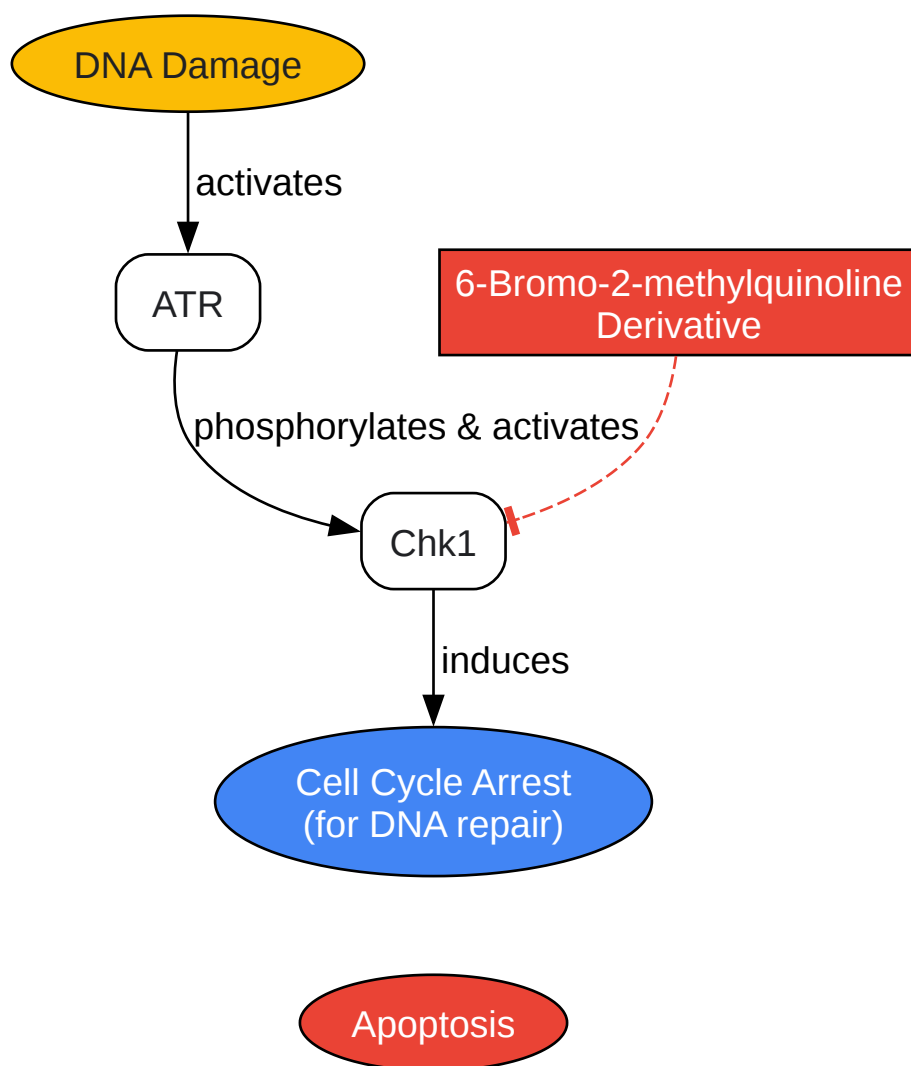 DNA Damage
activates
ATR
6-Bromo-2-methylquinoline
Derivative
phosphorylates & activates
Chk1
induces
Cell Cycle Arrest
(for DNA repair)
Apoptosis